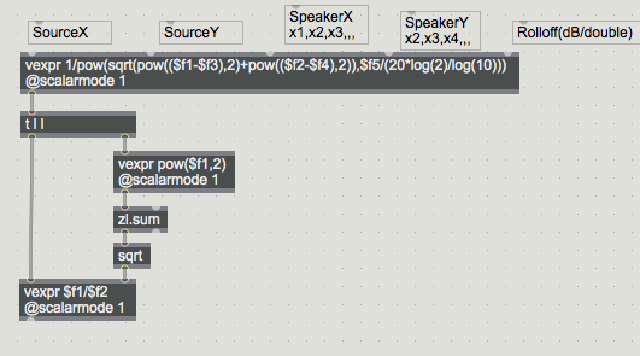 SourceX
SourceY
SpeakerX
x1,x2,x3,,,
SpeakerY
x2,x3,x4,,,
Rolloff(dB/double)
vexpr 1/pow(sqrt(pow(($f1-$f3),2)+pow(($f2-$f4),2)),$f5/(20*log(2)/log(10)))
@scalarmode 1
t l l
vexpr pow($f1,2)
@scalarmode 1
zl.sum
sqrt
vexpr $f1/$f2
@scalarmode 1